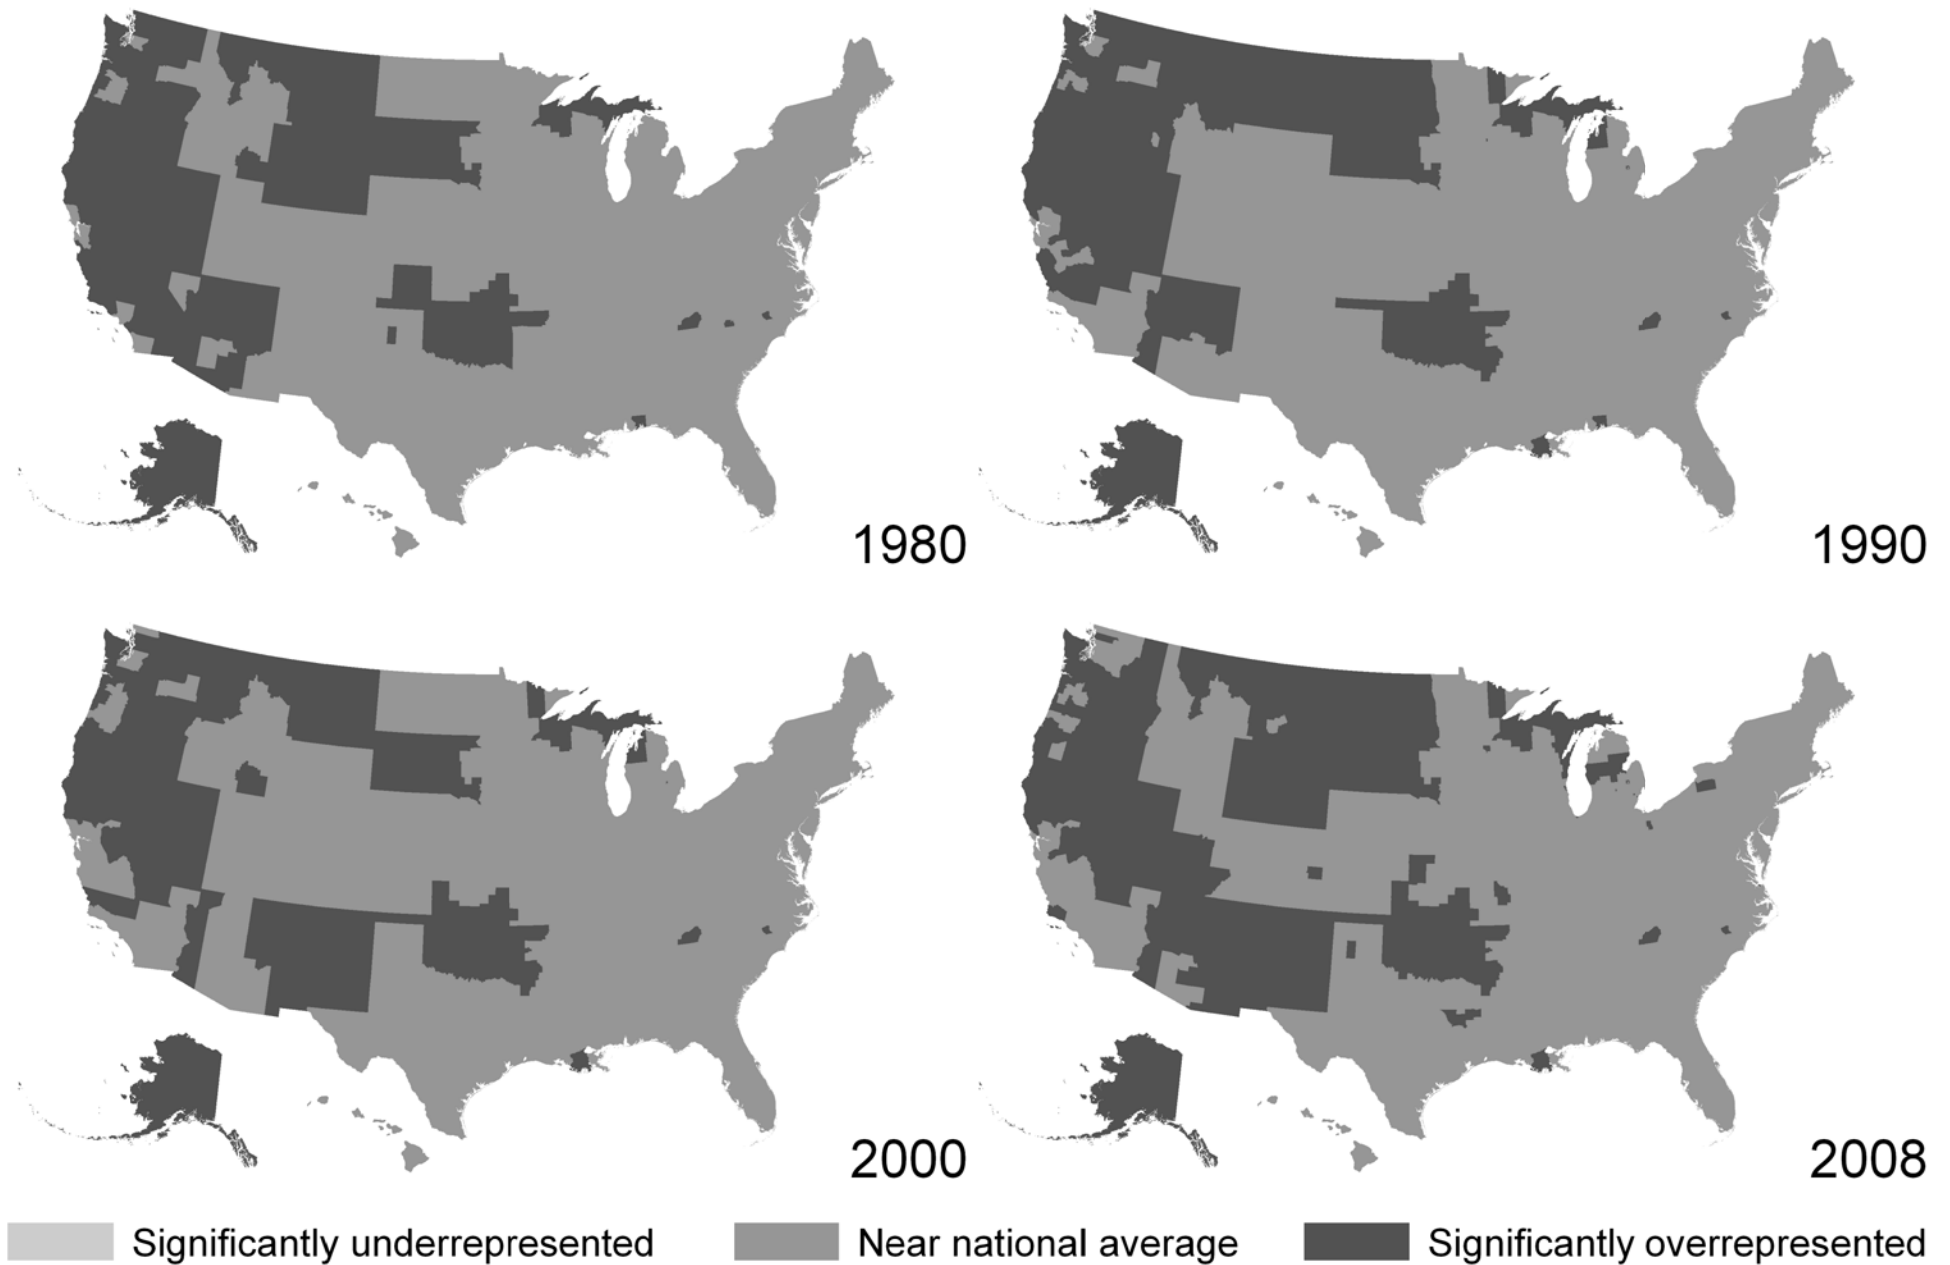 1980
1990
2000
2008
Significantly underrepresented
Near national average
Significantly overrepresented